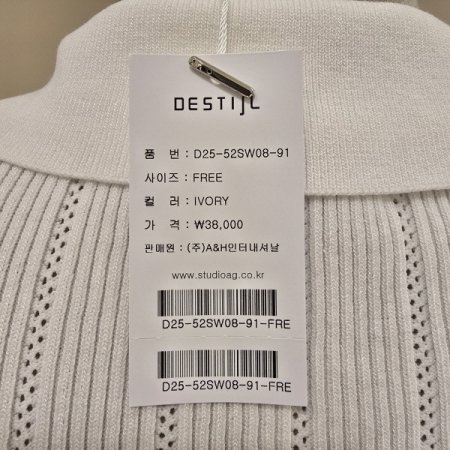 DESTIJL
품 번 : D25-52SW08-91
사이즈 : FREE
컬 러 : IVORY
가 격 : ₩38,000
판매원 : (주)A&H인터내셔날
www.studioag.co.kr
D25-52SW08-91-FRE
D25-52SW08-91-FRE